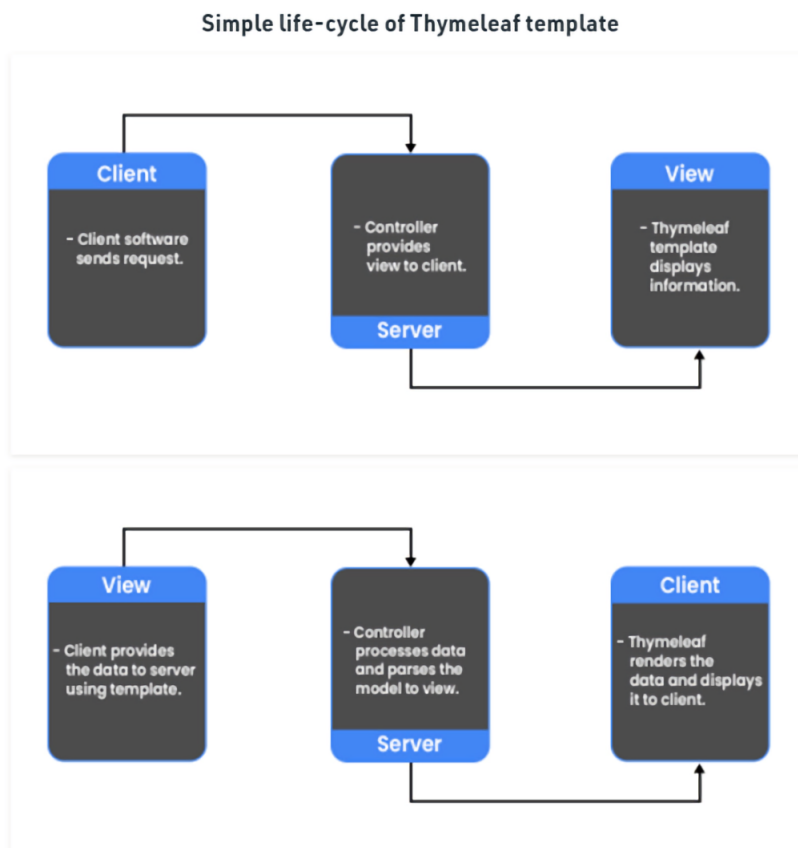 Simple life-cycle of Thymeleaf template
Client
- Client software
sends request.
- Controller
provides
view to client.
Server
View
- Thymeleaf
template
displays
information.
View
- Client provides
the data to server
using template.
- Controller
processes data
and parses the
model to view.
Server
Client
- Thymeleaf
renders the
data and displays
it to client.